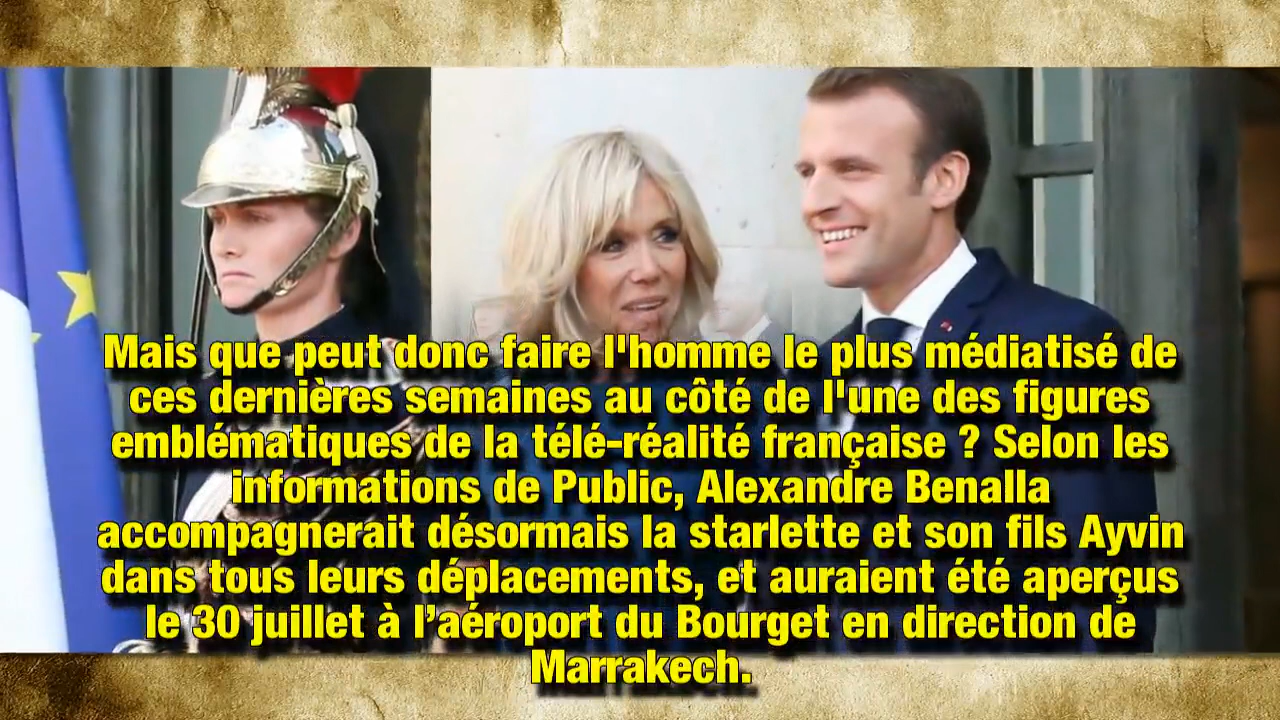 Mais que peut donc faire l'homme le plus médiatisé de
ces dernières semaines au côté de l'une des figures
emblématiques de la télé-réalité française ? Selon les
informations de Public, Alexandre Benalla
accompagnerait désormais la starlette et son fils Ayvin
dans tous leurs déplacements, et auraient été aperçus
le 30 juillet à l’aéroport du Bourget en direction de
Marrakech.